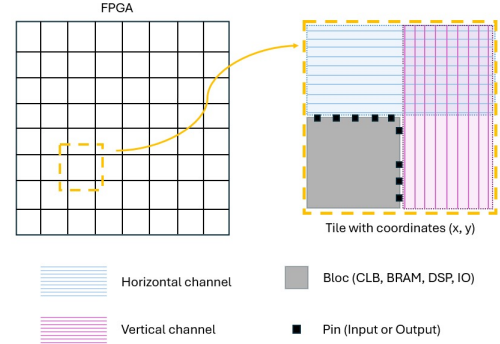 FPGA
Tile with coordinates (x, y)
Horizontal channel
Bloc (CLB, BRAM, DSP, IO)
Vertical channel
Pin (Input or Output)